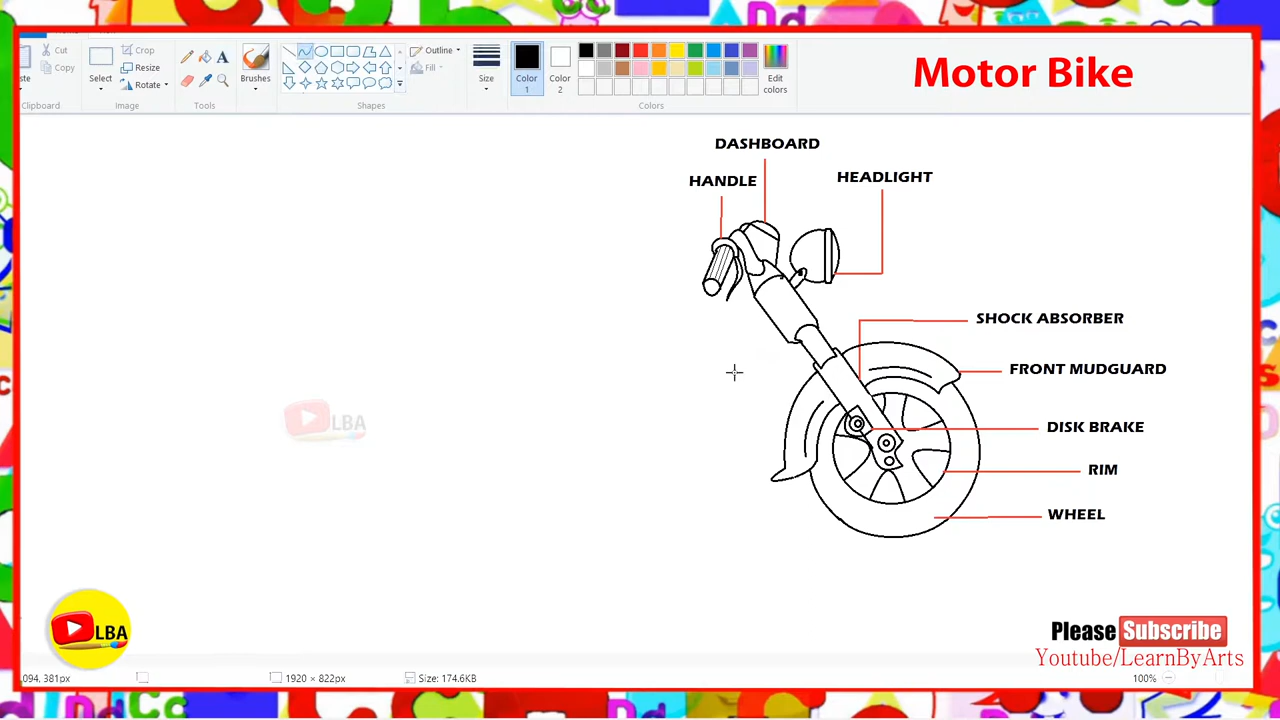 Cut
Copy
Clipboard
Select
Crop
Resize
Rotate
Image
Tools
Brushes
Shapes
Outline
Fill
Size
Color
1
Color
2
Edit
colors
Colors
Motor Bike
DASHBOARD
HANDLE
HEADLIGHT
SHOCK ABSORBER
FRONT MUDGUARD
DISK BRAKE
RIM
WHEEL
LBA
LBA
Please Subscribe
Youtube/LearnByArts
1920 × 822px
Size: 174.6KB
100%